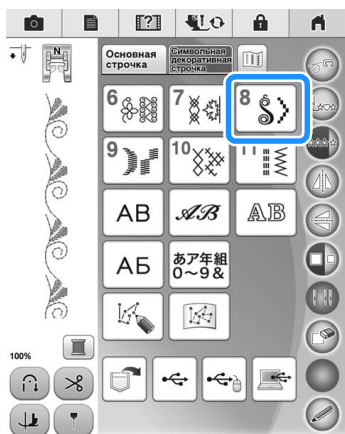 N
Основная строчка
Символьная декоративная строчка
6
7
8
9
10
11
AB
AB
AB
АБ
あア年組
0~9&
100%